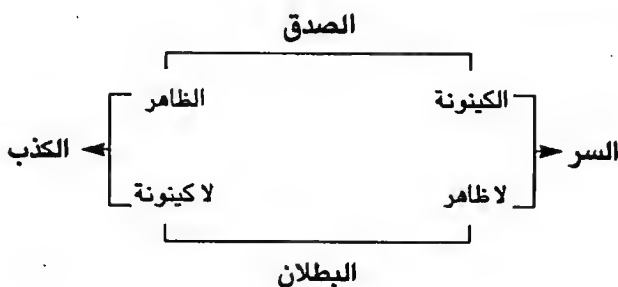 الصدق
الكينونة الظاهر
السر الكذب
لا ظاهر لا كينونة
البطلان